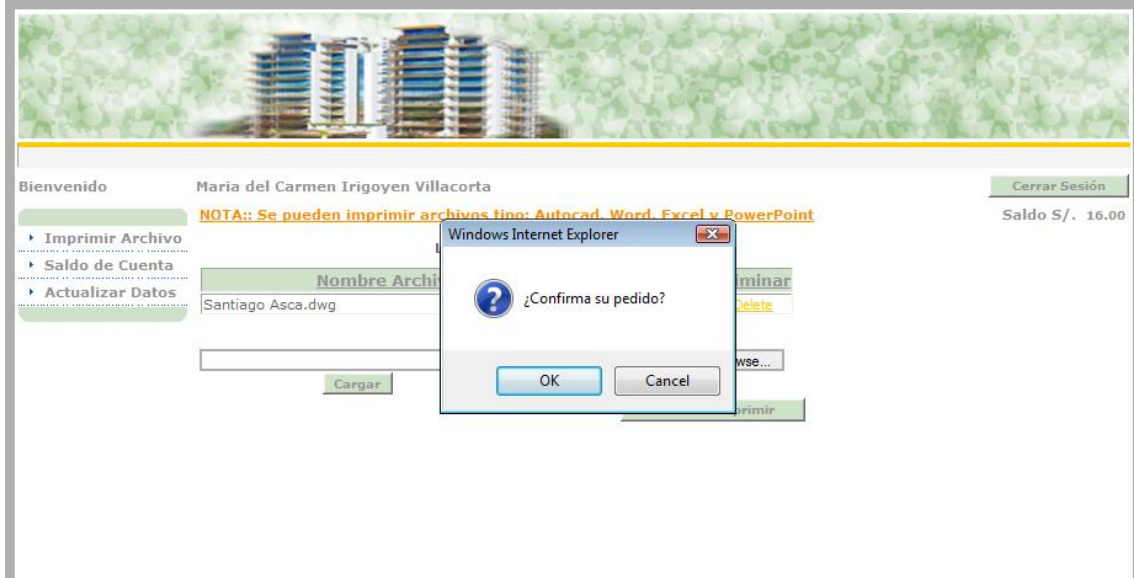 Bienvenido Maria del Carmen Irigoyen Villacorta Cerrar Sesión
NOTA:: Se pueden imprimir archivos tipo: Autocad, Word, Excel y PowerPoint Saldo S/. 16.00
Imprimir Archivo
Saldo de Cuenta
Actualizar Datos
Nombre Archi iminar
Santiago Asca.dwg Delete
wse...
Cargar
primir
Windows Internet Explorer
¿Confirma su pedido?
OK Cancel